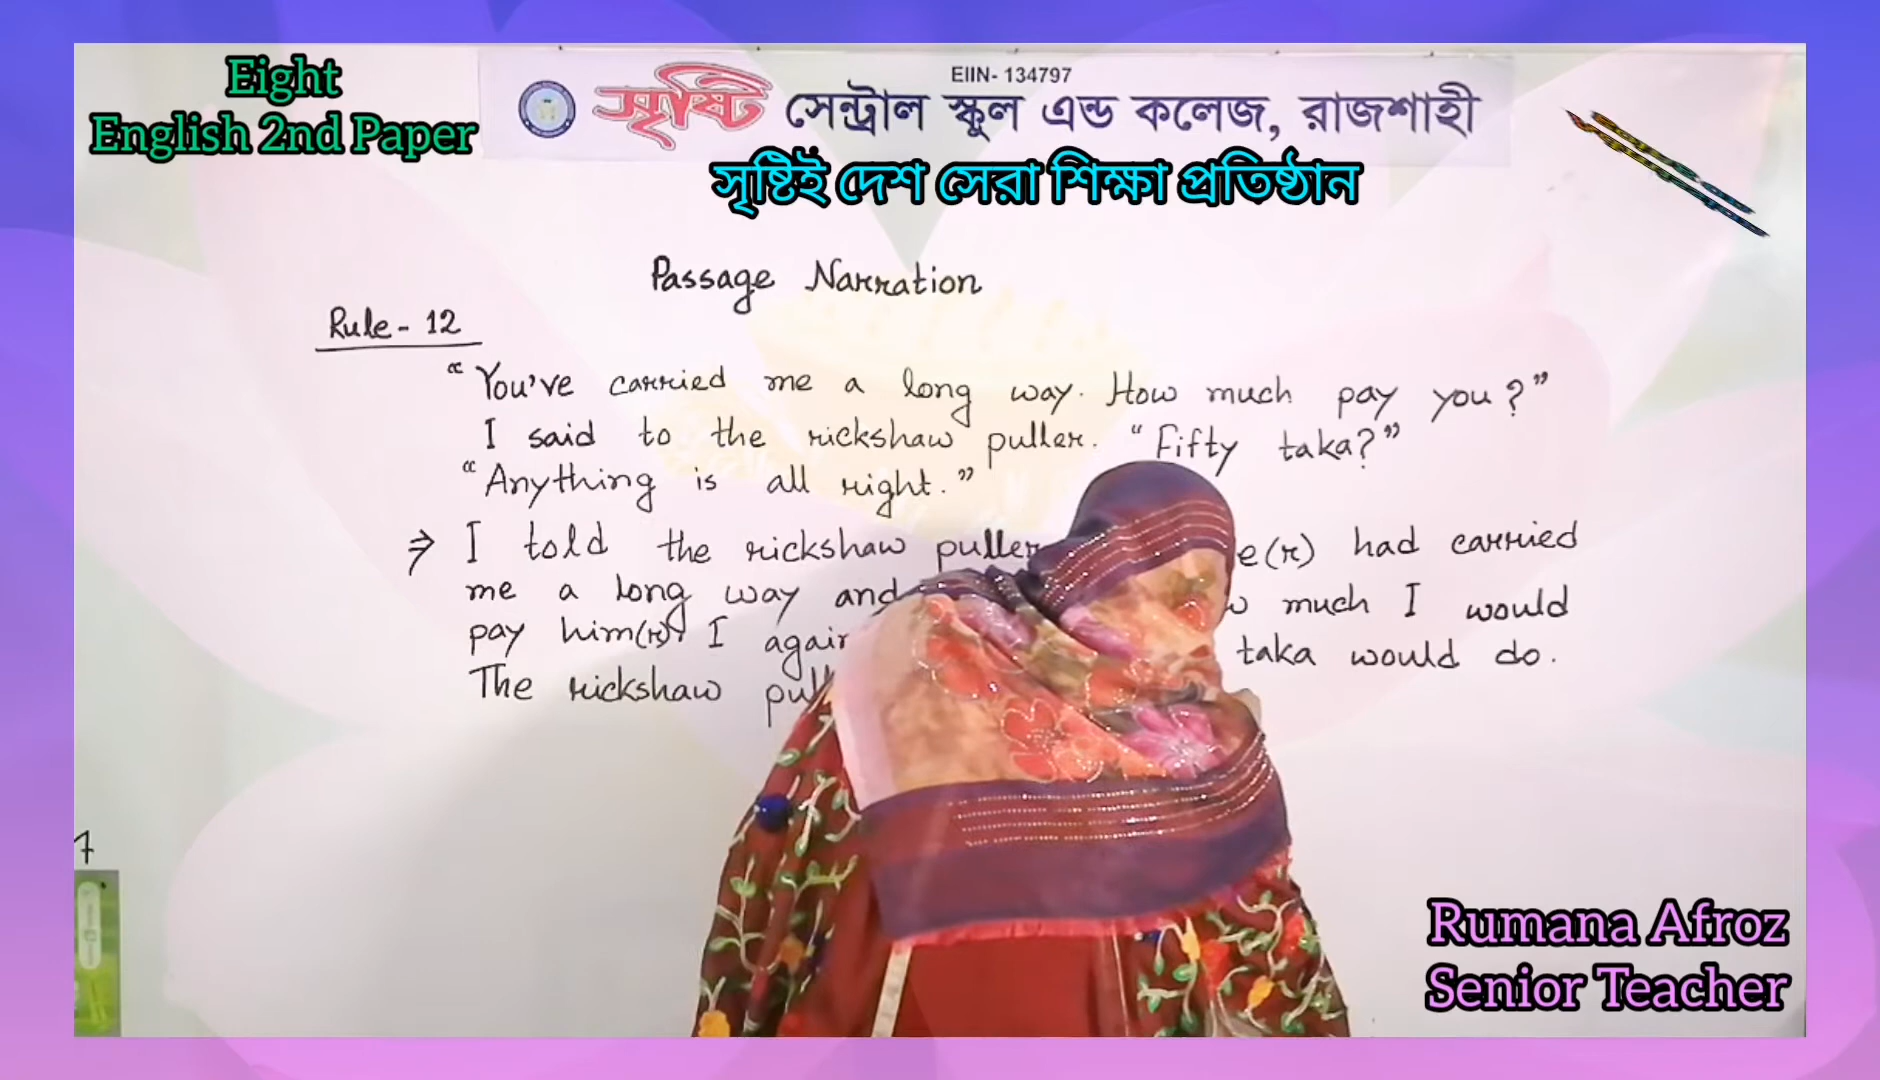 Eight
English 2nd Paper
EIIN- 134797
সৃষ্টি সেন্ট্রাল স্কুল এন্ড কলেজ, রাজশাহী
সৃষ্টিই দেশ সেরা শিক্ষা প্রতিষ্ঠান
Passage Narration
Rule - 12
"You've carried me a long way. How much pay you?"
I said to the rickshaw puller. "Fifty taka?"
"Anything is all right."
⇒ I told the rickshaw puller e(r) had carried
me a long way and much I would
pay him(r). I again taka would do.
The rickshaw
Rumana Afroz
Senior Teacher